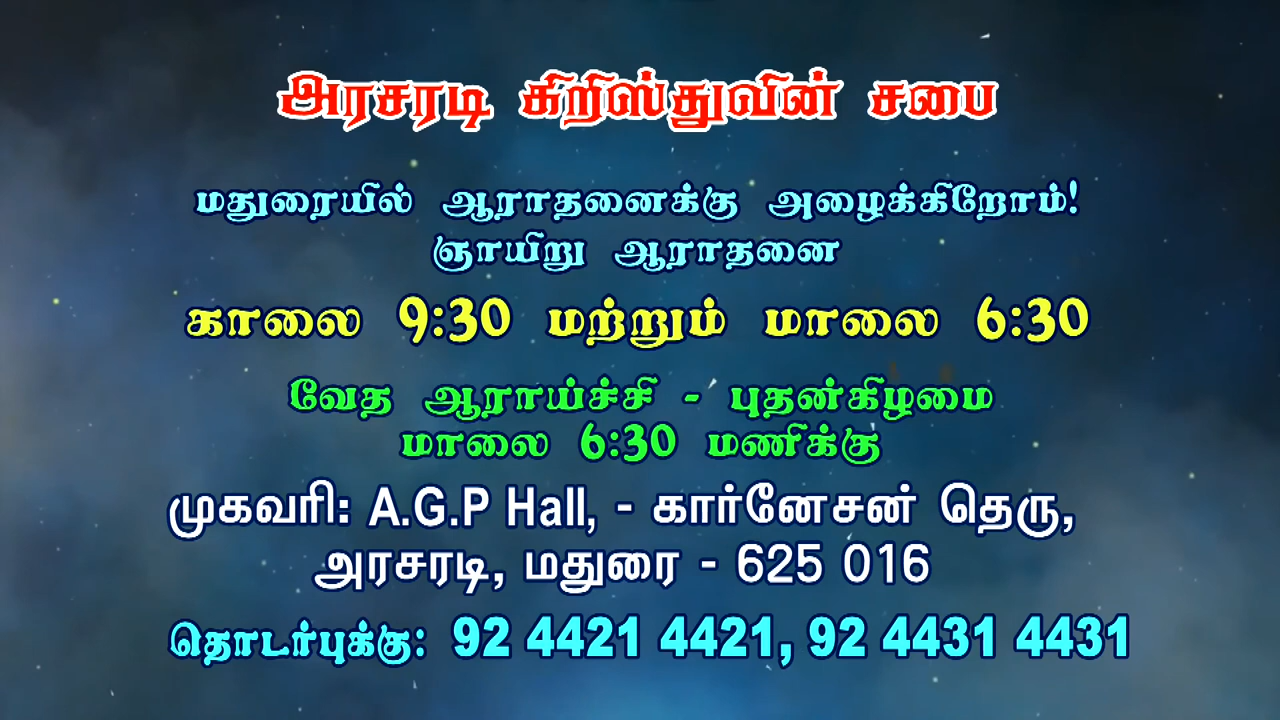 அரசரடி கிறிஸ்துவின் சபை
மதுரையில் ஆராதனைக்கு அழைக்கிறோம்!
ஞாயிறு ஆராதனை
காலை 9:30 மற்றும் மாலை 6:30
வேத ஆராய்ச்சி - புதன்கிழமை
மாலை 6:30 மணிக்கு
முகவரி: A.G.P Hall, - கார்னேசன் தெரு,
அரசரடி, மதுரை - 625 016
தொடர்புக்கு: 92 4421 4421, 92 4431 4431